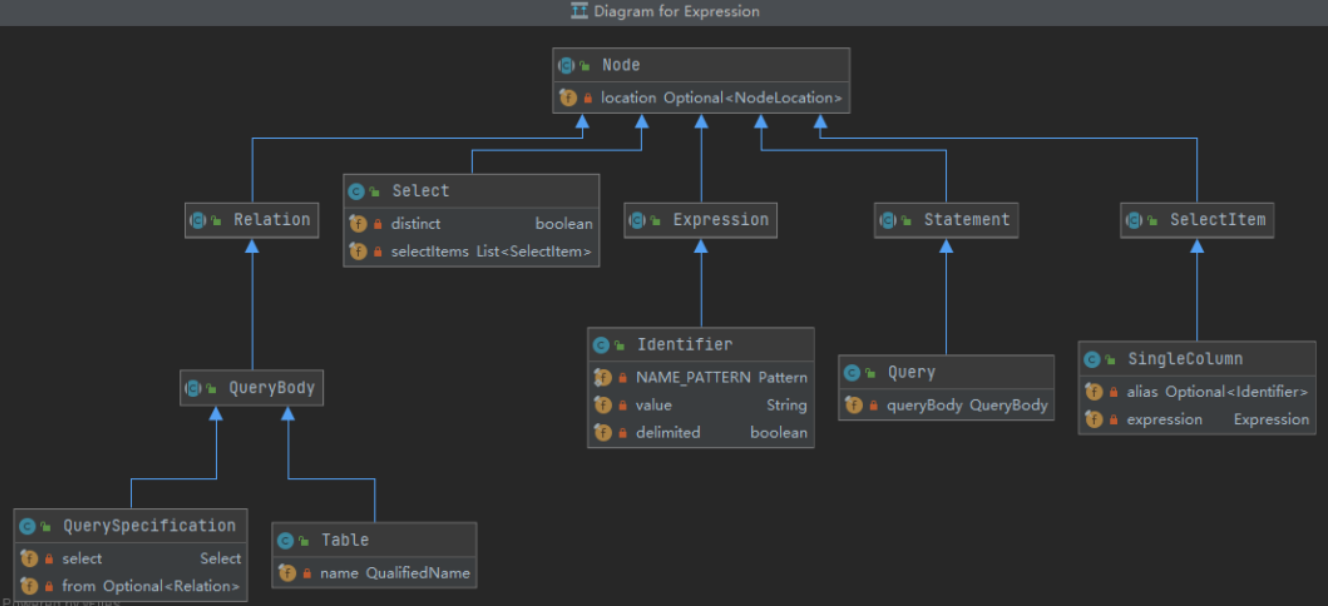 Diagram for Expression
Node
location Optional<NodeLocation>
Relation
Select
distinct boolean
selectItems List<SelectItem>
Expression
Statement
SelectItem
Identifier
NAME_PATTERN Pattern
value String
delimited boolean
Query
queryBody QueryBody
SingleColumn
alias Optional<Identifier>
expression Expression
QueryBody
QuerySpecification
select Select
from Optional<Relation>
Table
name QualifiedName